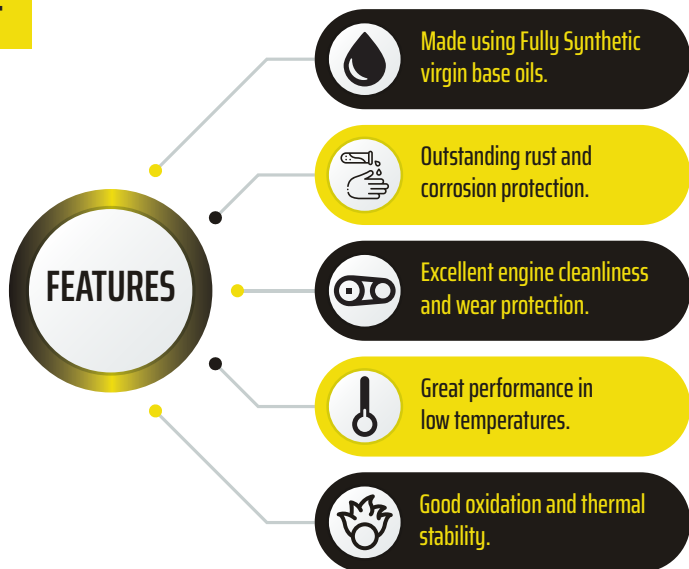 Made using Fully Synthetic
virgin base oils.
Outstanding rust and
corrosion protection.
FEATURES
Excellent engine cleanliness
and wear protection.
Great performance in
low temperatures.
Good oxidation and thermal
stability.